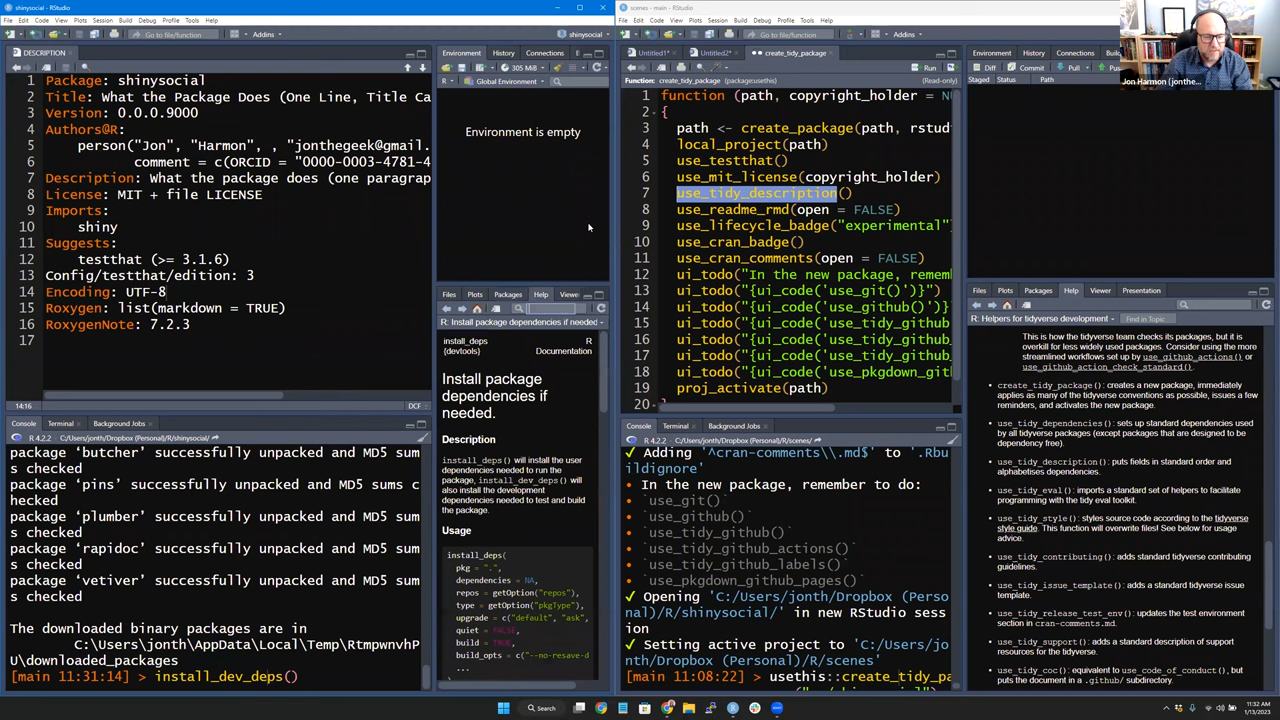 shinysocial - RStudio
File Edit Code View Plots Session Build Debug Profile Tools
Go to file/function
Addins
shinysocial
DESCRIPTION
1 Package: shinysocial
2 Title: What the Package Does (One Line, Title Ca
3 Version: 0.0.0.9000
4 Authors@R:
5 person("Jon", "Harmon", , "jonthegeek@gmail.
6 comment = c(ORCID = "0000-0003-4781-4
7 Description: What the package does (one paragrap
8 License: MIT + file LICENSE
9 Imports:
10 shiny
11 Suggests:
12 testthat (>= 3.1.6)
13 Config/testthat/edition: 3
14 Encoding: UTF-8
15 Roxygen: list(markdown = TRUE)
16 RoxygenNote: 7.2.3
17
14:16
DCF
Console Terminal Background Jobs
R 4.2.2 C:/Users/jonth/Dropbox (Personal)/R/shinysocial/
package ‘butcher’ successfully unpacked and MD5 sum
s checked
package ‘pins’ successfully unpacked and MD5 sums c
hecked
package ‘plumber’ successfully unpacked and MD5 sum
s checked
package ‘rapidoc’ successfully unpacked and MD5 sum
s checked
package ‘vetiver’ successfully unpacked and MD5 sum
s checked
The downloaded binary packages are in
C:\Users\jonth\AppData\Local\Temp\RtmpwnvhP
U\downloaded_packages
[main 11:31:14] > install_dev_deps()
Environment History Connections
305 MiB
R Global Environment
Environment is empty
Files Plots Packages Help Viewe
R: Install package dependencies if needed.
install_deps
{devtools}
R
Documentation
Install package
dependencies if
needed.
Description
install_deps() will install the user
dependencies needed to run the
package, install_dev_deps() will
also install the development
dependencies needed to test and build
the package.
Usage
install_deps(
pkg = ".",
dependencies = NA,
repos = getOption("repos"),
type = getOption("pkgType"),
upgrade = c("default", "ask",
quiet = FALSE,
build = TRUE,
build_opts = c("--no-resave-d
...
scenes - main - RStudio
File Edit Code View Plots Session Build Debug Profile Tools
Go to file/function
Addins
Untitled1* Untitled2* create_tidy_package
Run
Function: create_tidy_package (package:usethis)
(Read-only)
1 function (path, copyright_holder = NU
2 {
3 path <- create_package(path, rstud
4 local_project(path)
5 use_testthat()
6 use_mit_license(copyright_holder)
7 use_tidy_description()
8 use_readme_rmd(open = FALSE)
9 use_lifecycle_badge("experimental")
10 use_cran_badge()
11 use_cran_comments(open = FALSE)
12 ui_todo("In the new package, remem
13 ui_todo("{ui_code('use_git()')}")
14 ui_todo("{ui_code('use_github()')}
15 ui_todo("{ui_code('use_tidy_github
16 ui_todo("{ui_code('use_tidy_github
17 ui_todo("{ui_code('use_tidy_github
18 ui_todo("{ui_code('use_pkgdown_git
19 proj_activate(path)
20 }
Console Terminal Background Jobs
R 4.2.2 C:/Users/jonth/Dropbox (Personal)/R/scenes/
✔ Adding '^cran-comments\\.md$' to '.Rbu
ildignore'
• In the new package, remember to do:
• `use_git()`
• `use_github()`
• `use_tidy_github()`
• `use_tidy_github_actions()`
• `use_tidy_github_labels()`
• `use_pkgdown_github_pages()`
✔ Opening 'C:/Users/jonth/Dropbox (Perso
nal)/R/shinysocial/' in new RStudio sess
ion
✔ Setting active project to 'C:/Users/jo
nth/Dropbox (Personal)/R/scenes'
[main 11:08:22] > usethis::create_tidy_pa
Environment History Connections
Diff Commit Pull
Staged Status Path
Jon Harmon (jonthe
Files Plots Packages Help Viewer Presentation
R: Helpers for tidyverse development
Find in Topic
This is how the tidyverse team checks its packages, but it is
overkill for less widely used packages. Consider using the
more streamlined workflows set up by use_github_actions() or
use_github_action_check_standard().
• create_tidy_package(): creates a new package, immediately
applies as many of the tidyverse conventions as possible, issues a few
reminders, and activates the new package.
• use_tidy_dependencies(): sets up standard dependencies used
by all tidyverse packages (except packages that are designed to be
dependency free).
• use_tidy_description(): puts fields in standard order and
alphabetises dependencies.
• use_tidy_eval(): imports a standard set of helpers to facilitate
programming with the tidy eval toolkit.
• use_tidy_style(): styles source code according to the tidyverse
style guide. This function will overwrite files! See below for usage
advice.
• use_tidy_contributing(): adds standard tidyverse contributing
guidelines.
• use_tidy_issue_template(): adds a standard tidyverse issue
template.
• use_tidy_release_test_env(): updates the test environment
section in cran-comments.md.
• use_tidy_support(): adds a standard description of support
resources for the tidyverse.
• use_tidy_coc(): equivalent to use_code_of_conduct(), but
puts the document in a .github/ subdirectory.
Search
11:32 AM
1/13/2023